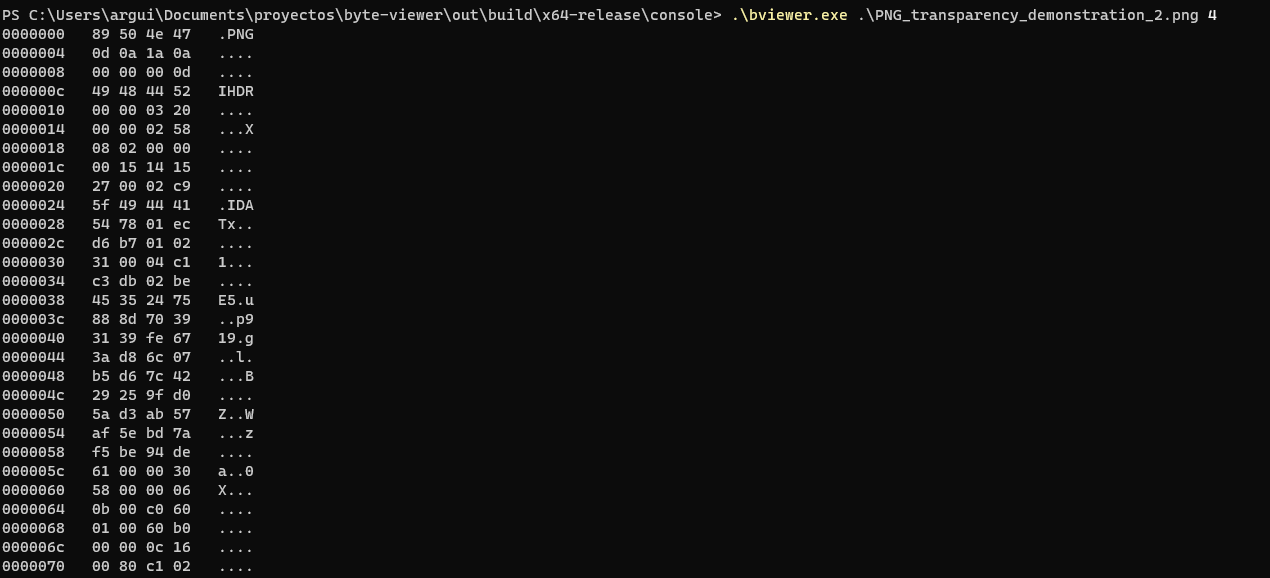 PS C:\Users\argui\Documents\proyectos\byte-viewer\out\build\x64-release\console> .\bviewer.exe .\PNG_transparency_demonstration_2.png 4
0000000   89 50 4e 47   .PNG
0000004   0d 0a 1a 0a   ....
0000008   00 00 00 0d   ....
000000c   49 48 44 52   IHDR
0000010   00 00 03 20   ....
0000014   00 00 02 58   ...X
0000018   08 02 00 00   ....
000001c   00 15 14 15   ....
0000020   27 00 02 c9   ....
0000024   5f 49 44 41   .IDA
0000028   54 78 01 ec   Tx..
000002c   d6 b7 01 02   ....
0000030   31 00 04 c1   1...
0000034   c3 db 02 be   ....
0000038   45 35 24 75   E5.u
000003c   88 8d 70 39   ..p9
0000040   31 39 fe 67   19.g
0000044   3a d8 6c 07   ..l.
0000048   b5 d6 7c 42   ...B
000004c   29 25 9f d0   ....
0000050   5a d3 ab 57   Z..W
0000054   af 5e bd 7a   ...z
0000058   f5 be 94 de   ....
000005c   61 00 00 30   a..0
0000060   58 00 00 06   X...
0000064   0b 00 c0 60   ....
0000068   01 00 60 b0   ....
000006c   00 00 0c 16   ....
0000070   00 80 c1 02   ....